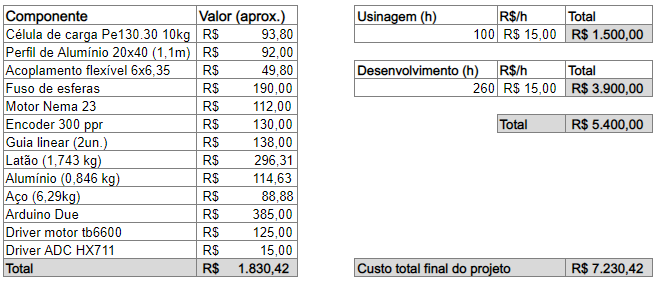 Componente Valor (aprox.)
Célula de carga Pe130.30 10kg R$ 93,80
Perfil de Alumínio 20x40 (1,1m) R$ 92,00
Acoplamento flexível 6x6,35 R$ 49,80
Fuso de esferas R$ 190,00
Motor Nema 23 R$ 112,00
Encoder 300 ppr R$ 130,00
Guia linear (2un.) R$ 138,00
Latão (1,743 kg) R$ 296,31
Alumínio (0,846 kg) R$ 114,63
Aço (6,29kg) R$ 88,88
Arduino Due R$ 385,00
Driver motor tb6600 R$ 125,00
Driver ADC HX711 R$ 15,00
Total R$ 1.830,42
Usinagem (h) R$/h Total
100 R$ 15,00 R$ 1.500,00
Desenvolvimento (h) R$/h Total
260 R$ 15,00 R$ 3.900,00
Total R$ 5.400,00
Custo total final do projeto R$ 7.230,42